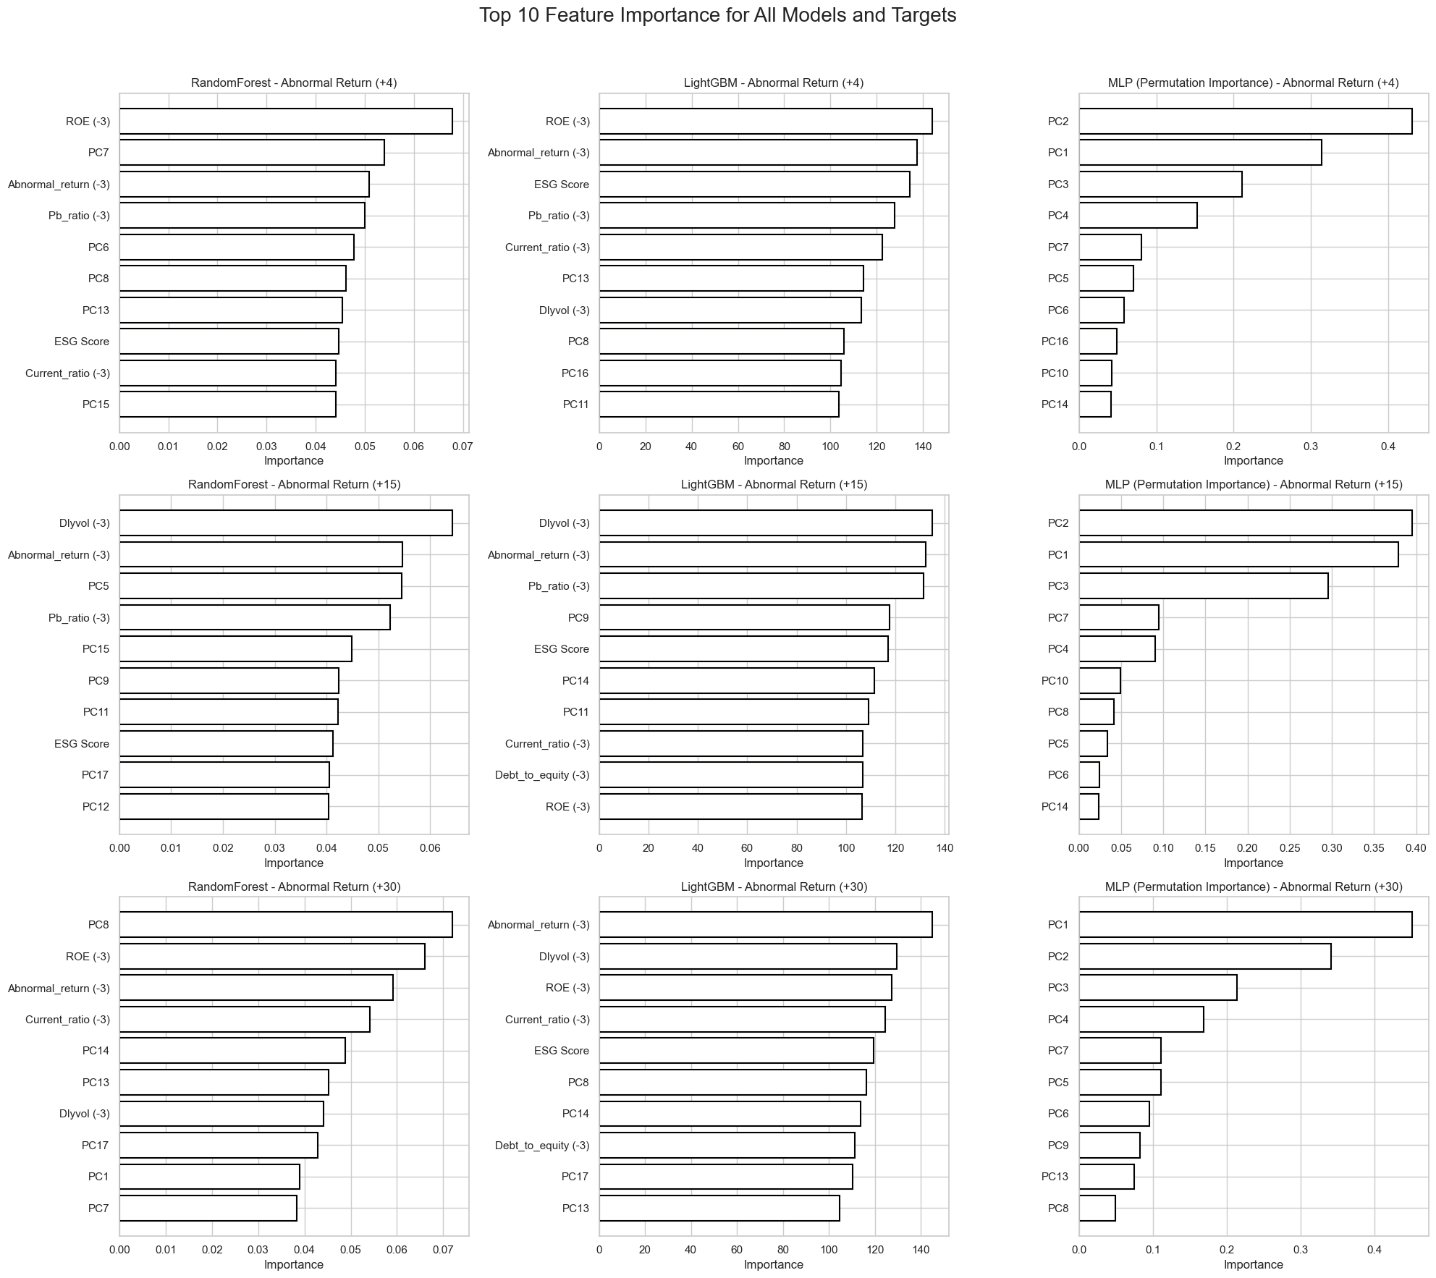 Top 10 Feature Importance for All Models and Targets
RandomForest - Abnormal Return (+4)
ROE (-3)
PC7
Abnormal_return (-3)
Pb_ratio (-3)
PC6
PC8
PC13
ESG Score
Current_ratio (-3)
PC15
0.00 0.01 0.02 0.03 0.04 0.05 0.06 0.07
Importance
LightGBM - Abnormal Return (+4)
ROE (-3)
Abnormal_return (-3)
ESG Score
Pb_ratio (-3)
Current_ratio (-3)
PC13
Dlyvol (-3)
PC8
PC16
PC11
0 20 40 60 80 100 120 140
Importance
MLP (Permutation Importance) - Abnormal Return (+4)
PC2
PC1
PC3
PC4
PC7
PC5
PC6
PC16
PC10
PC14
0.0 0.1 0.2 0.3 0.4
Importance
RandomForest - Abnormal Return (+15)
Dlyvol (-3)
Abnormal_return (-3)
PC5
Pb_ratio (-3)
PC15
PC9
PC11
ESG Score
PC17
PC12
0.00 0.01 0.02 0.03 0.04 0.05 0.06
Importance
LightGBM - Abnormal Return (+15)
Dlyvol (-3)
Abnormal_return (-3)
Pb_ratio (-3)
PC9
ESG Score
PC14
PC11
Current_ratio (-3)
Debt_to_equity (-3)
ROE (-3)
0 20 40 60 80 100 120 140
Importance
MLP (Permutation Importance) - Abnormal Return (+15)
PC2
PC1
PC3
PC7
PC4
PC10
PC8
PC5
PC6
PC14
0.00 0.05 0.10 0.15 0.20 0.25 0.30 0.35 0.40
Importance
RandomForest - Abnormal Return (+30)
PC8
ROE (-3)
Abnormal_return (-3)
Current_ratio (-3)
PC14
PC13
Dlyvol (-3)
PC17
PC1
PC7
0.00 0.01 0.02 0.03 0.04 0.05 0.06 0.07
Importance
LightGBM - Abnormal Return (+30)
Abnormal_return (-3)
Dlyvol (-3)
ROE (-3)
Current_ratio (-3)
ESG Score
PC8
PC14
Debt_to_equity (-3)
PC17
PC13
0 20 40 60 80 100 120 140
Importance
MLP (Permutation Importance) - Abnormal Return (+30)
PC1
PC2
PC3
PC4
PC7
PC5
PC6
PC9
PC13
PC8
0.0 0.1 0.2 0.3 0.4
Importance